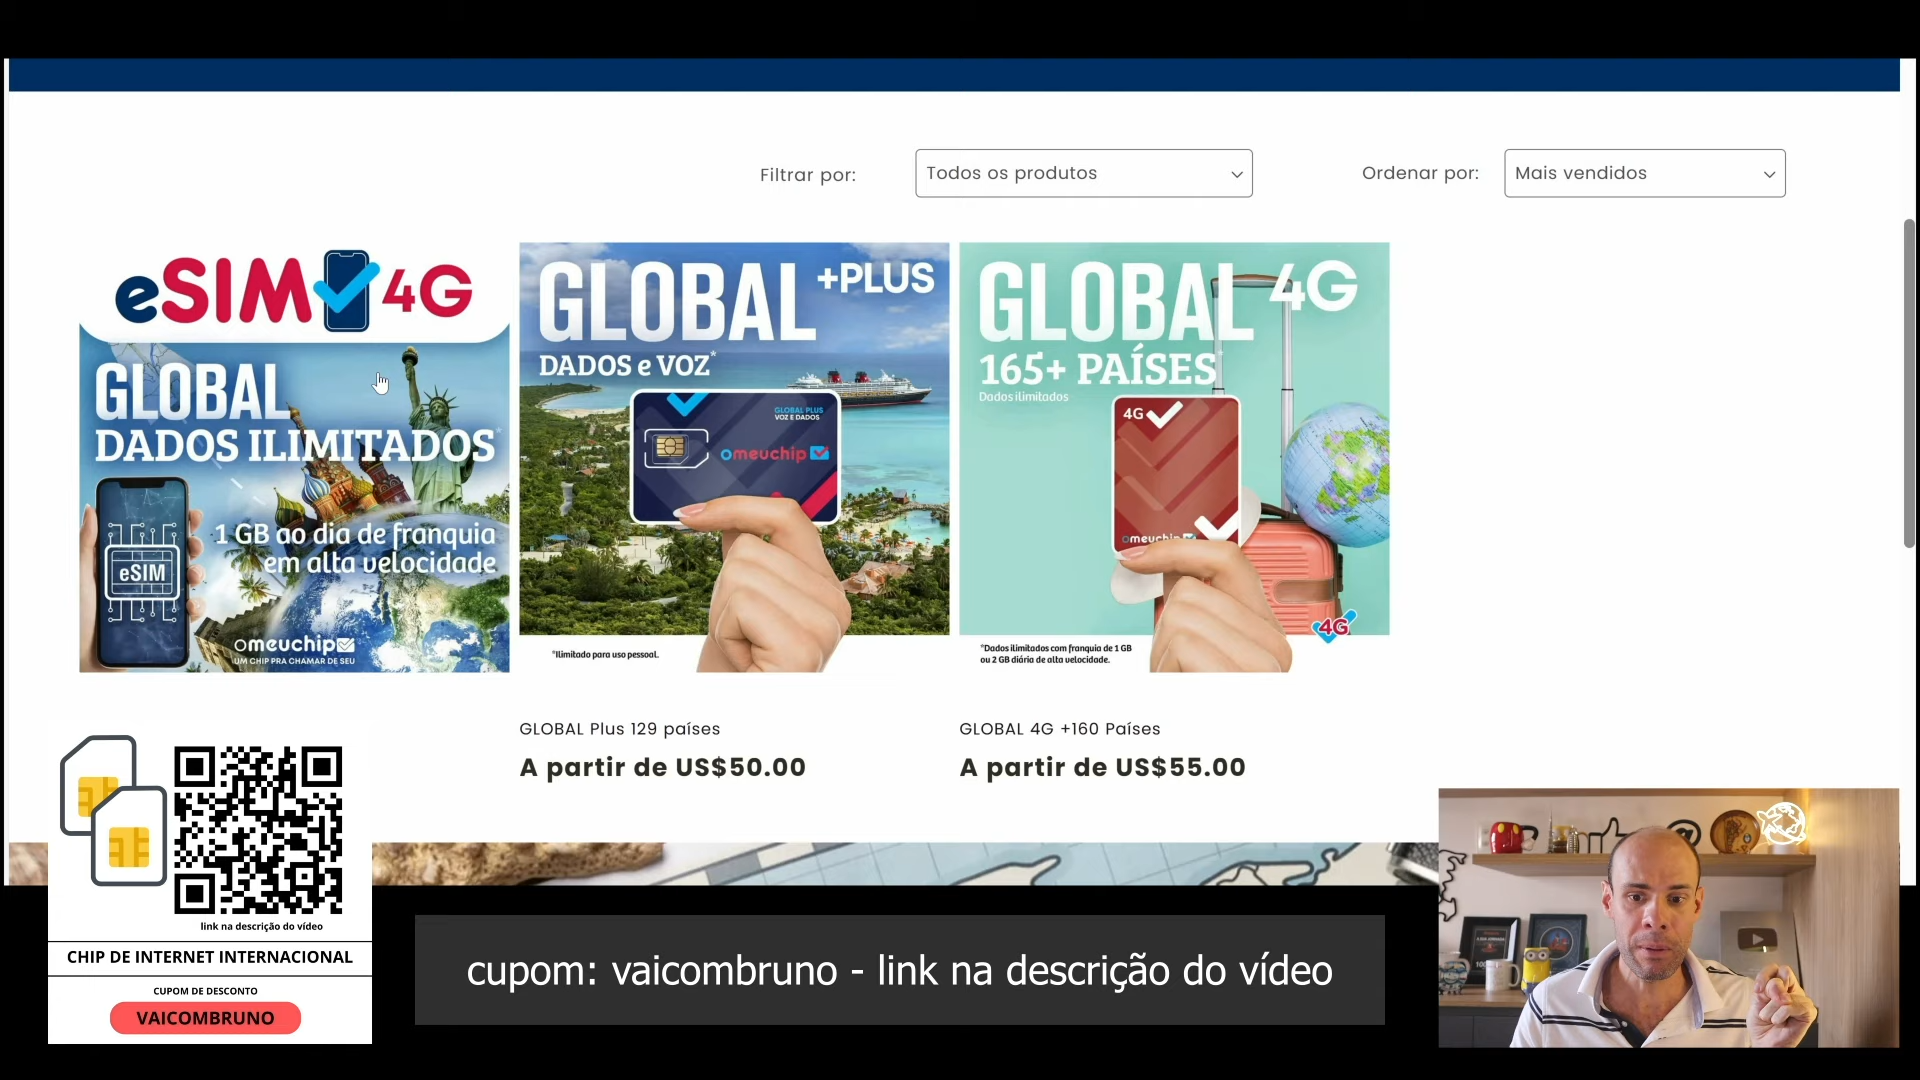 Filtrar por:
Todos os produtos
Ordenar por:
Mais vendidos
eSIM 4G
GLOBAL
DADOS ILIMITADOS*
1 GB ao dia de franquia
em alta velocidade
eSIM
omeuchip
UM CHIP PRA CHAMAR DE SEU
GLOBAL +PLUS
DADOS e VOZ*
GLOBAL PLUS
VOZ E DADOS
omeuchip
*Ilimitado para uso pessoal.
GLOBAL 4G
165+ PAÍSES*
Dados ilimitados
4G
omeuchip
4G
*Dados ilimitados com franquia de 1 GB
ou 2 GB diária de alta velocidade.
GLOBAL Plus 129 países
A partir de US$50.00
GLOBAL 4G +160 Países
A partir de US$55.00
link na descrição do vídeo
CHIP DE INTERNET INTERNACIONAL
CUPOM DE DESCONTO
VAICOMBRUNO
cupom: vaicombruno - link na descrição do vídeo